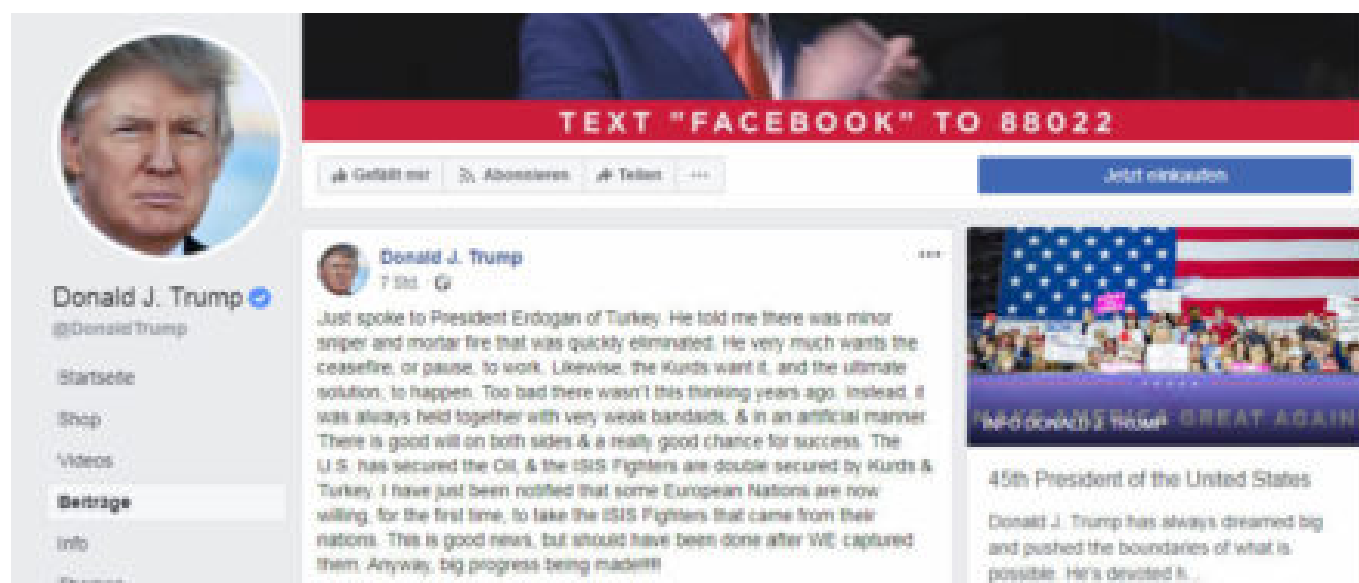 TEXT "FACEBOOK" TO 88022
Gefällt mir
Abonnieren
Teilen
Jetzt einkaufen
Donald J. Trump
@DonaldTrump
Startseite
Shop
Videos
Beiträge
Info
Donald J. Trump
7 Std.
Just spoke to President Erdogan of Turkey. He told me there was minor
sniper and mortar fire that was quickly eliminated. He very much wants the
ceasefire, or pause, to work. Likewise, the Kurds want it, and the ultimate
solution, to happen. Too bad there wasn't this thinking years ago. Instead, it
was always held together with very weak bandaids, & in an artificial manner.
There is good will on both sides & a really good chance for success. The
U.S. has secured the Oil, & the ISIS Fighters are double secured by Kurds &
Turkey. I have just been notified that some European Nations are now
willing, for the first time, to take the ISIS Fighters that came from their
nations. This is good news, but should have been done after WE captured
them. Anyway, big progress being made!!!!
MAKE AMERICA GREAT AGAIN
INFO DONALD J. TRUMP
45th President of the United States
Donald J. Trump has always dreamed big
and pushed the boundaries of what is
possible. He's devoted h...